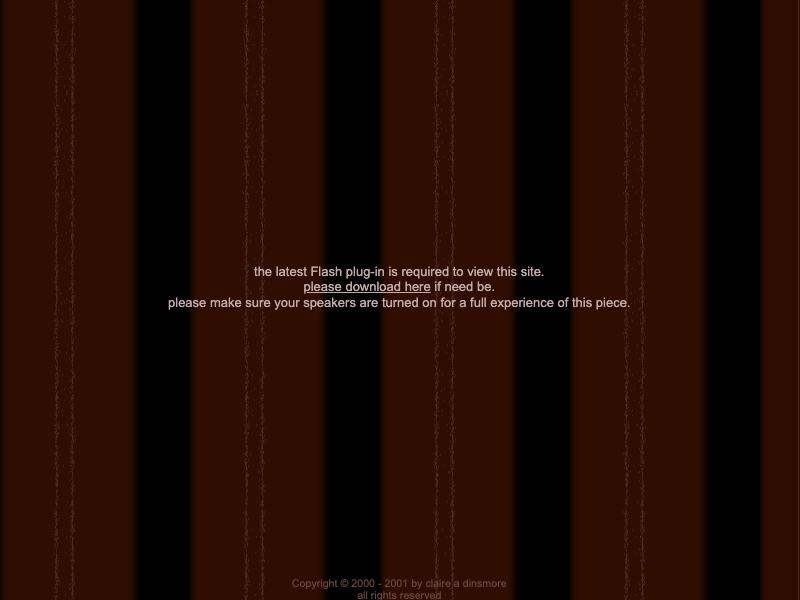 the latest Flash plug-in is required to view this site.
please download here if need be.
please make sure your speakers are turned on for a full experience of this piece.
Copyright © 2000 - 2001 by claire a dinsmore
all rights reserved